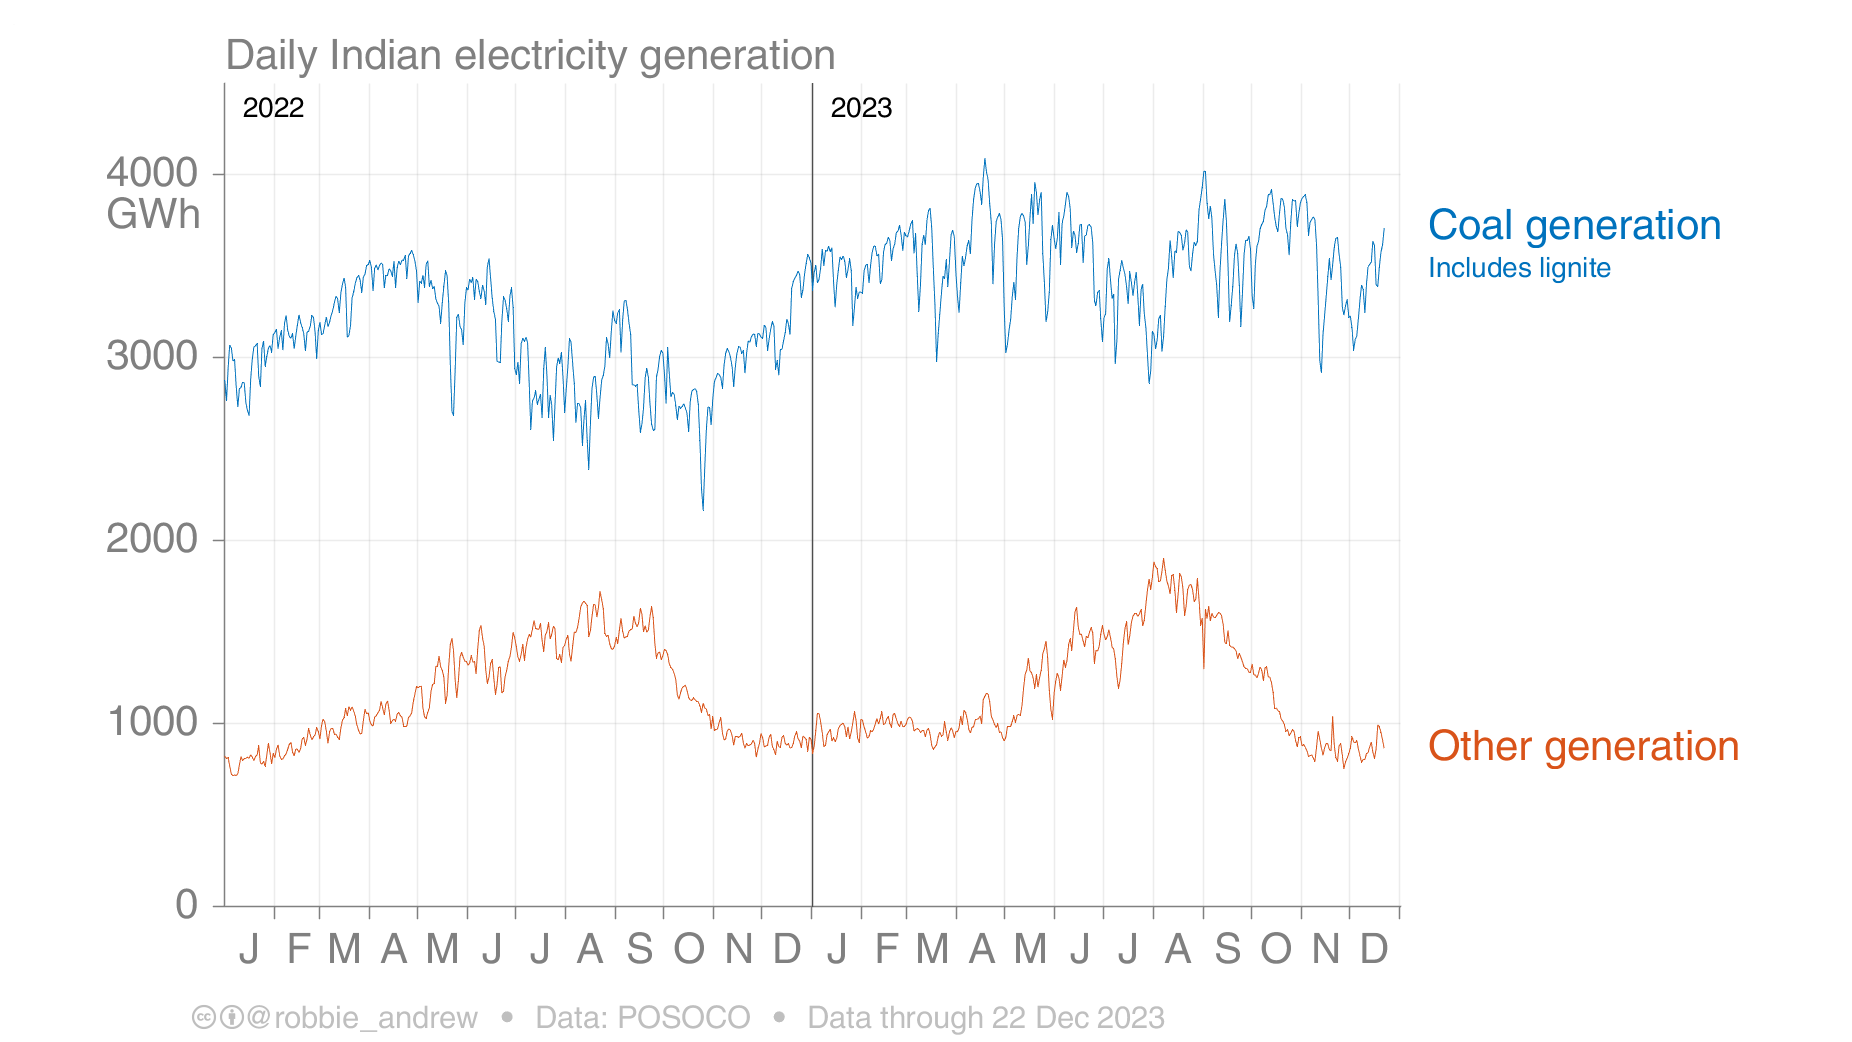 Daily Indian electricity generation
2022
2023
4000
GWh
3000
2000
1000
0
Coal generation
Includes lignite
Other generation
J F M A M J J A S O N D J F M A M J J A S O N D
@robbie_andrew • Data: POSOCO • Data through 22 Dec 2023